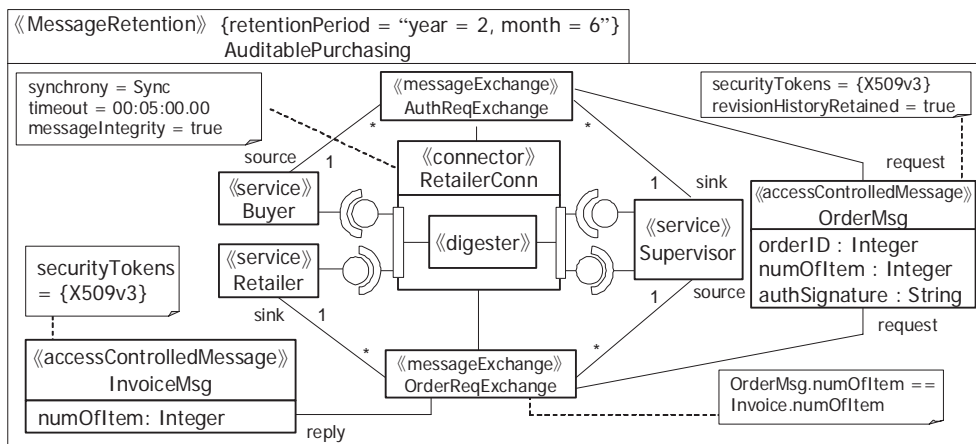 《MessageRetention》 {retentionPeriod = “year = 2, month = 6”}
AuditablePurchasing
synchrony = Sync
timeout = 00:05:00.00
messageIntegrity = true
《messageExchange》
AuthReqExchange
securityTokens = {X509v3}
revisionHistoryRetained = true
*
*
source
1
request
《connector》
RetailerConn
1
sink
《service》
Buyer
《accessControlledMessage》
OrderMsg
orderID : Integer
numOfItem : Integer
authSignature : String
《digester》
《service》
Supervisor
《service》
Retailer
securityTokens
= {X509v3}
sink
1
1
source
request
*
*
《accessControlledMessage》
InvoiceMsg
numOfItem: Integer
《messageExchange》
OrderReqExchange
OrderMsg.numOfItem ==
Invoice.numOfItem
reply